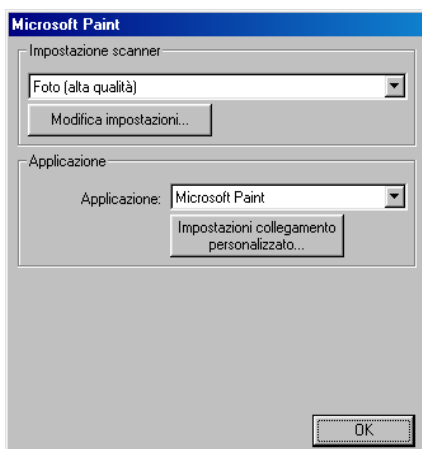 Microsoft Paint
Impostazione scanner
Foto (alta qualità)
Modifica impostazioni...
Applicazione
Applicazione: Microsoft Paint
Impostazioni collegamento
personalizzato...
OK